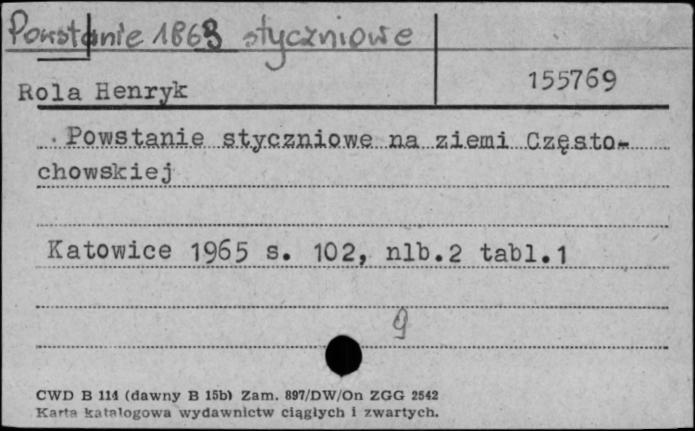 Powstanie 1863 styczniowe
Rola Henryk 155769
Powstanie styczniowe na ziemi Często-
chowskiej
Katowice 1965 s. 102, nlb.2 tabl.1
9
CWD B 114 (dawny B 15b) Zam. 897/DW/On ZGG 2542
Karta katalogowa wydawnictw ciągłych i zwartych.